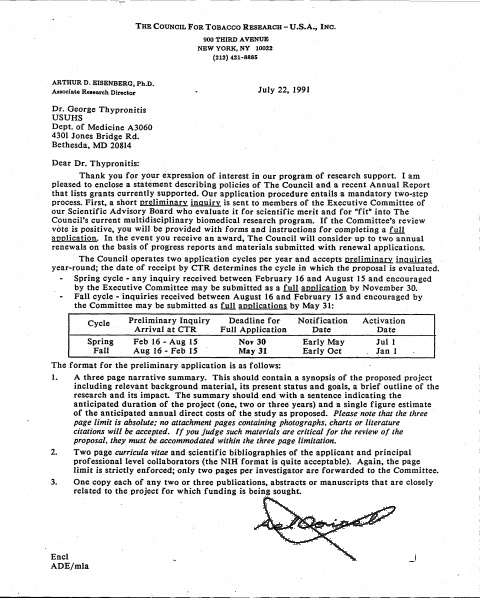 THE COUNCIL FOR TOBACCO RESEARCH – U.S.A., INC.
900 THIRD AVENUE
NEW YORK, NY 10022
(212) 421-8885
ARTHUR D. EISENBERG, Ph.D.
Associate Research Director
July 22, 1991
Dr. George Thypronitis
USUHS
Dept. of Medicine A3060
4301 Jones Bridge Rd.
Bethesda, MD 20814
Dear Dr. Thypronitis:
Thank you for your expression of interest in our program of research support. I am
pleased to enclose a statement describing policies of The Council and a recent Annual Report
that lists grants currently supported. Our application procedure entails a mandatory two-step
process. First, a short preliminary inquiry is sent to members of the Executive Committee of
our Scientific Advisory Board who evaluate it for scientific merit and for "fit" into The
Council's current multidisciplinary biomedical research program. If the Committee's review
vote is positive, you will be provided with forms and instructions for completing a full
application. In the event you receive an award, The Council will consider up to two annual
renewals on the basis of progress reports and materials submitted with renewal applications.
The Council operates two application cycles per year and accepts preliminary inquiries
year-round; the date of receipt by CTR determines the cycle in which the proposal is evaluated.
- Spring cycle - any inquiry received between February 16 and August 15 and encouraged
by the Executive Committee may be submitted as a full application by November 30.
- Fall cycle - inquiries received between August 16 and February 15 and encouraged by
the Committee may be submitted as full applications by May 31:
Cycle Preliminary Inquiry Deadline for Notification Activation
Arrival at CTR Full Application Date Date
Spring Feb 16 - Aug 15 Nov 30 Early May Jul 1
Fall Aug 16 - Feb 15 May 31 Early Oct Jan 1
The format for the preliminary application is as follows:
1. A three page narrative summary. This should contain a synopsis of the proposed project
including relevant background material, its present status and goals, a brief outline of the
research and its impact. The summary should end with a sentence indicating the
anticipated duration of the project (one, two or three years) and a single figure estimate
of the anticipated annual direct costs of the study as proposed. Please note that the three
page limit is absolute; no attachment pages containing photographs, charts or literature
citations will be accepted. If you judge such materials are critical for the review of the
proposal, they must be accommodated within the three page limitation.
2. Two page curricula vitae and scientific bibliographies of the applicant and principal
professional level collaborators (the NIH format is quite acceptable). Again, the page
limit is strictly enforced; only two pages per investigator are forwarded to the Committee.
3. One copy each of any two or three publications, abstracts or manuscripts that are closely
related to the project for which funding is being sought.
Encl
ADE/mla